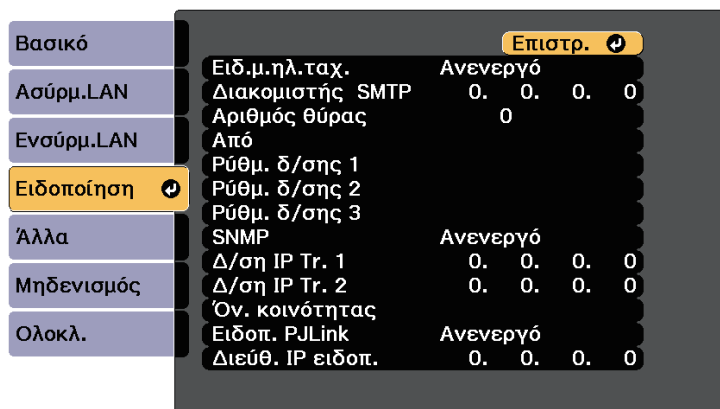 Βασικό
Ασύρμ.LAN
Ενσύρμ.LAN
Ειδοποίηση
Άλλα
Μηδενισμός
Ολοκλ.
Επιστρ.
Ειδ.μ.ηλ.ταχ. Ανενεργό
Διακομιστής SMTP 0. 0. 0. 0
Αριθμός θύρας 0
Από
Ρύθμ. δ/σης 1
Ρύθμ. δ/σης 2
Ρύθμ. δ/σης 3
SNMP Ανενεργό
Δ/ση IP Tr. 1 0. 0. 0. 0
Δ/ση IP Tr. 2 0. 0. 0. 0
Όν. κοινότητας
Ειδοπ. PJLink Ανενεργό
Διεύθ. IP ειδοπ. 0. 0. 0. 0